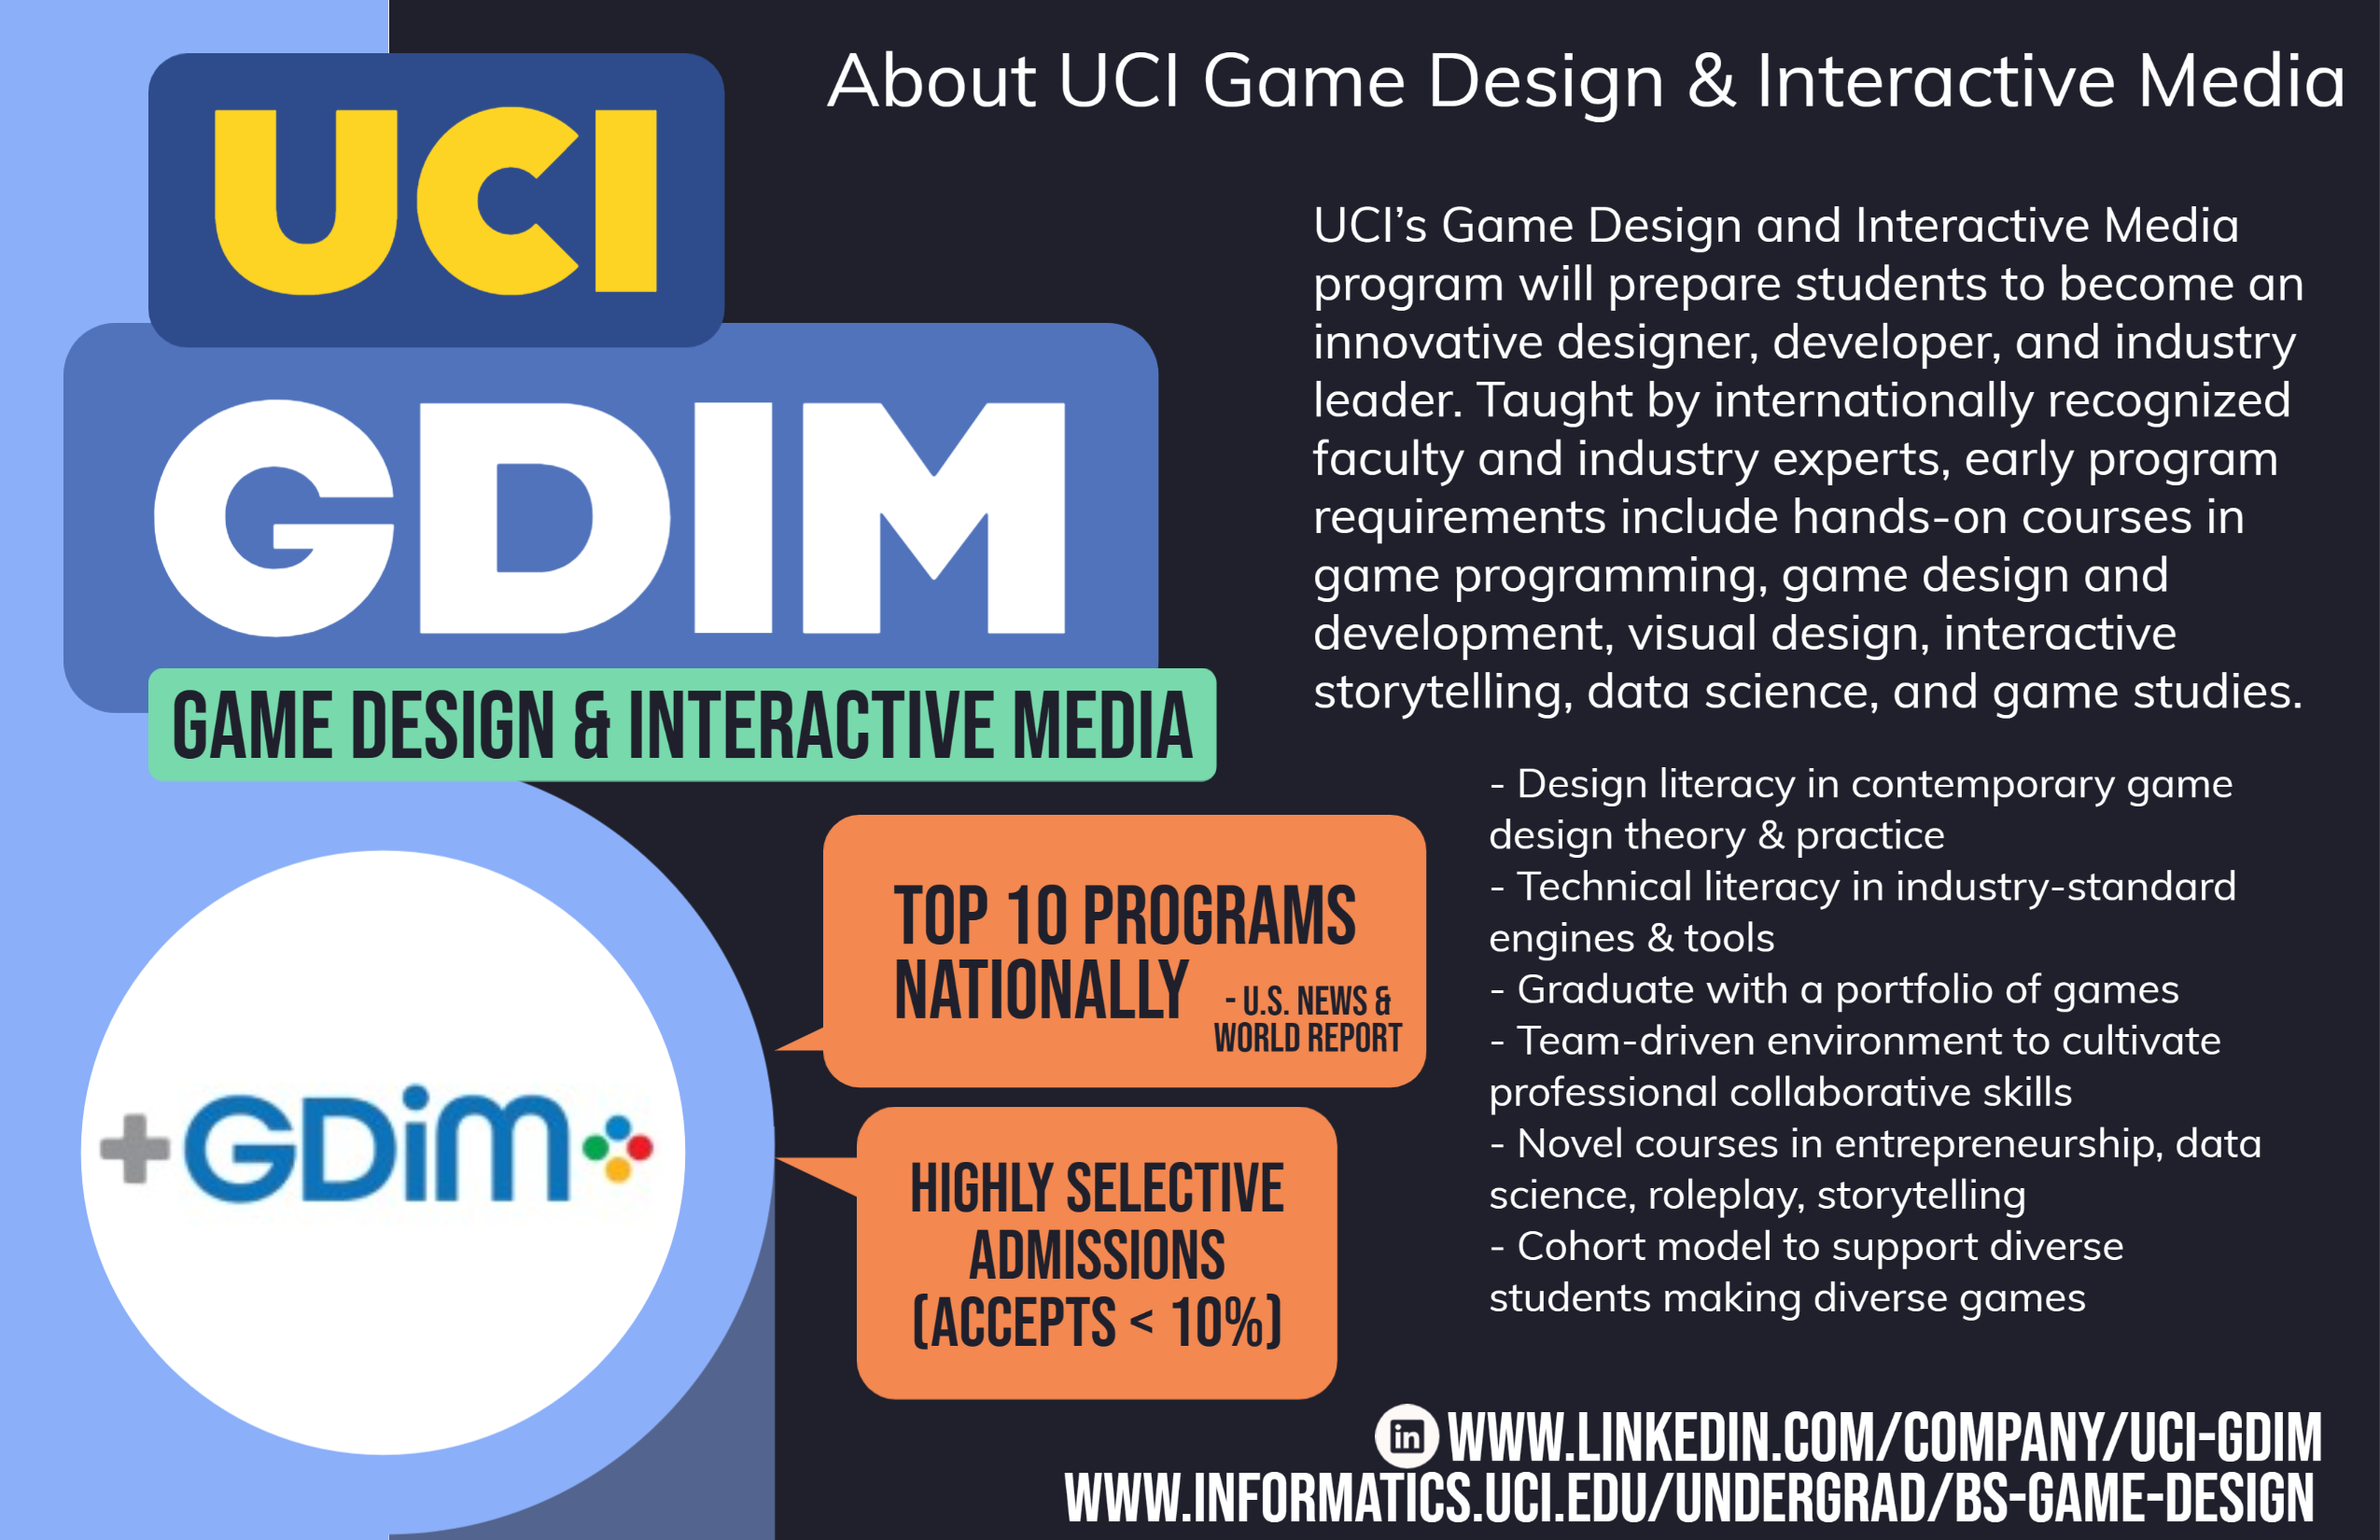 UCI
GDIM
GAME DESIGN & INTERACTIVE MEDIA
+GDiM
TOP 10 PROGRAMS
NATIONALLY
- U.S. NEWS &
WORLD REPORT
HIGHLY SELECTIVE
ADMISSIONS
(ACCEPTS < 10%)
About UCI Game Design & Interactive Media
UCI’s Game Design and Interactive Media
program will prepare students to become an
innovative designer, developer, and industry
leader. Taught by internationally recognized
faculty and industry experts, early program
requirements include hands-on courses in
game programming, game design and
development, visual design, interactive
storytelling, data science, and game studies.
- Design literacy in contemporary game
design theory & practice
- Technical literacy in industry-standard
engines & tools
- Graduate with a portfolio of games
- Team-driven environment to cultivate
professional collaborative skills
- Novel courses in entrepreneurship, data
science, roleplay, storytelling
- Cohort model to support diverse
students making diverse games
in WWW.LINKEDIN.COM/COMPANY/UCI-GDIM
WWW.INFORMATICS.UCI.EDU/UNDERGRAD/BS-GAME-DESIGN